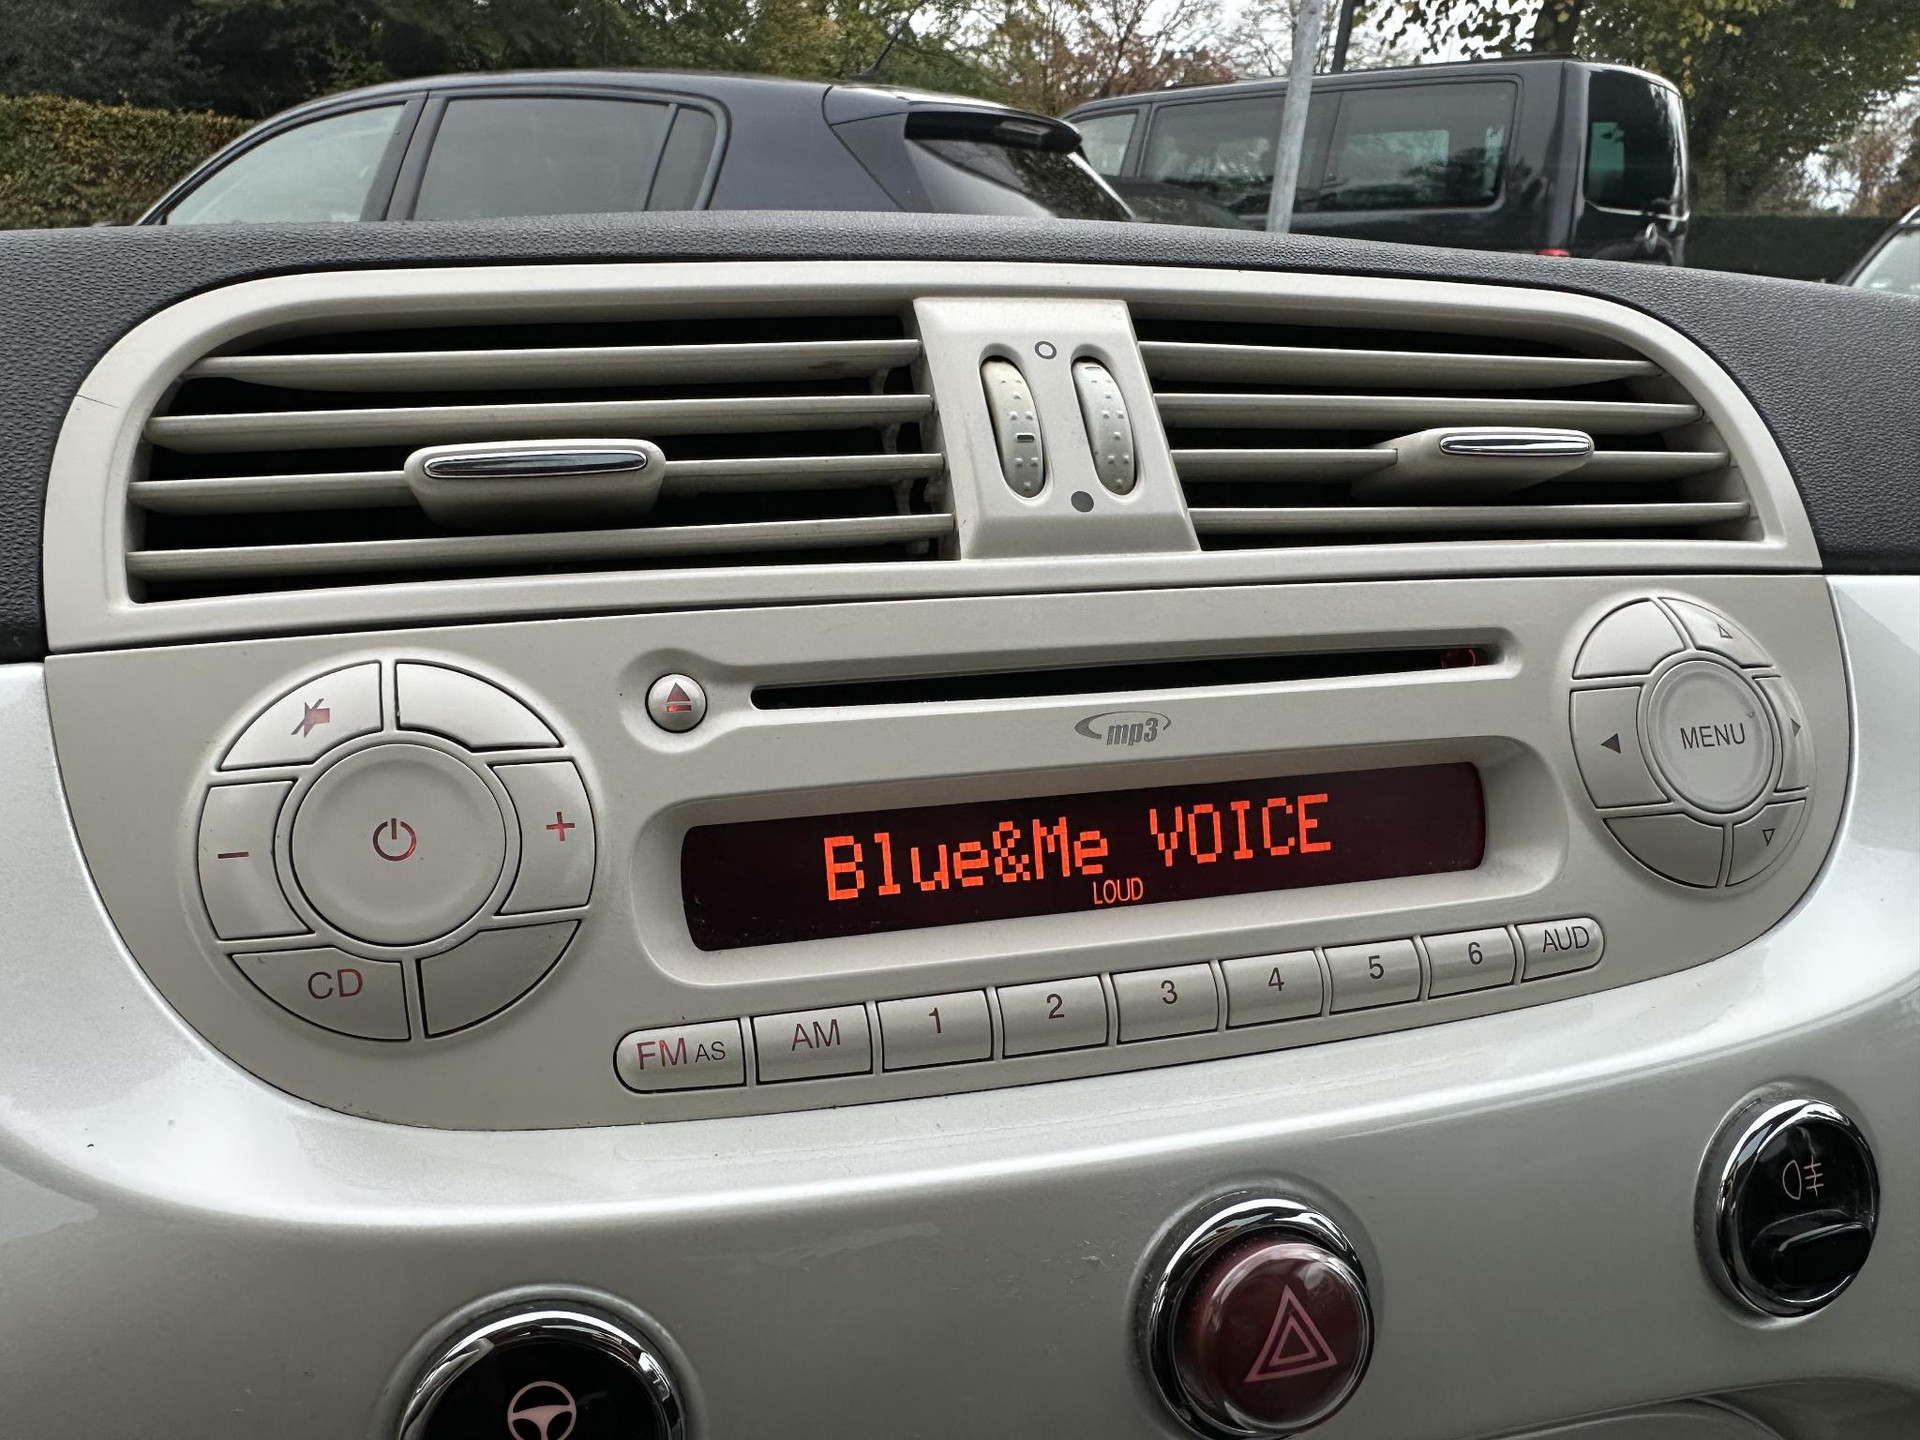 mp3
MENU
Blue&Me VOICE
LOUD
CD
FM AS AM 1 2 3 4 5 6 AUD